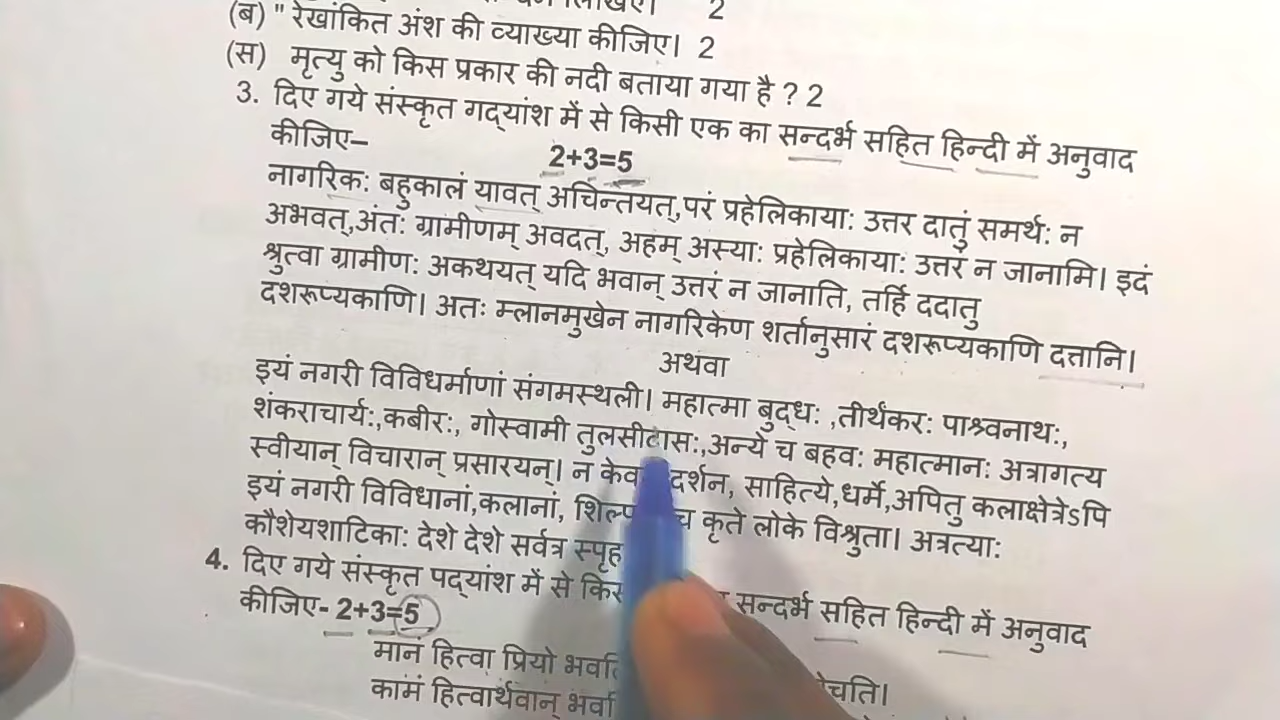 लिखिए। 2
(ब) " रेखांकित अंश की व्याख्या कीजिए। 2
(स) मृत्यु को किस प्रकार की नदी बताया गया है ? 2
3. दिए गये संस्कृत गद्यांश में से किसी एक का सन्दर्भ सहित हिन्दी में अनुवाद
कीजिए– 2+3=5
नागरिक: बहुकालं यावत् अचिन्तयत्,परं प्रहेलिकाया: उत्तर दातुं समर्थ: न
अभवत्,अंत: ग्रामीणम् अवदत्, अहम् अस्या: प्रहेलिकाया: उत्तरं न जानामि। इदं
श्रुत्वा ग्रामीण: अकथयत् यदि भवान् उत्तरं न जानाति, तर्हि ददातु
दशरूप्यकाणि। अतः म्लानमुखेन नागरिकेण शर्तानुसारं दशरूप्यकाणि दत्तानि।
अथवा
इयं नगरी विविधर्माणां संगमस्थली। महात्मा बुद्ध: ,तीर्थंकर: पाश्र्वनाथ:,
शंकराचार्य:,कबीर:, गोस्वामी तुलसीदास:,अन्ये च बहव: महात्मान: अत्रागत्य
स्वीयान् विचारान् प्रसारयन्। न दर्शन, साहित्ये,धर्मे,अपितु कलाक्षेत्रेऽपि
इयं नगरी विविधानां,कलानां, च कृते लोके विश्रुता। अत्रत्या:
कौशेयशाटिका: देशे देशे सर्वत्र
4. दिए गये संस्कृत पद्यांश में से सन्दर्भ सहित हिन्दी में अनुवाद
कीजिए- 2+3=5
मानं हित्वा प्रियो
कामं हित्वार्थवान्